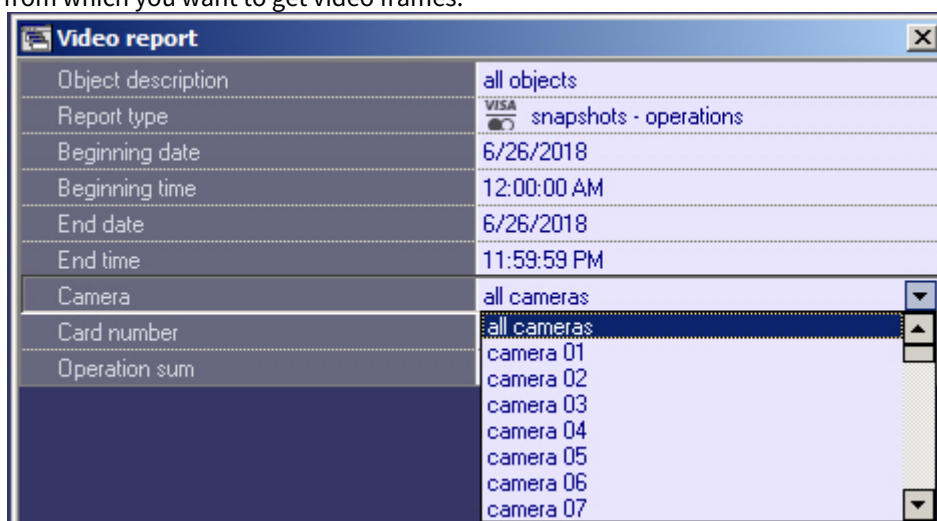 from which you want to get video frames.
Video report
Object description all objects
Report type VISA snapshots - operations
Beginning date 6/26/2018
Beginning time 12:00:00 AM
End date 6/26/2018
End time 11:59:59 PM
Camera all cameras
Card number all cameras
camera 01
Operation sum camera 02
camera 03
camera 04
camera 05
camera 06
camera 07